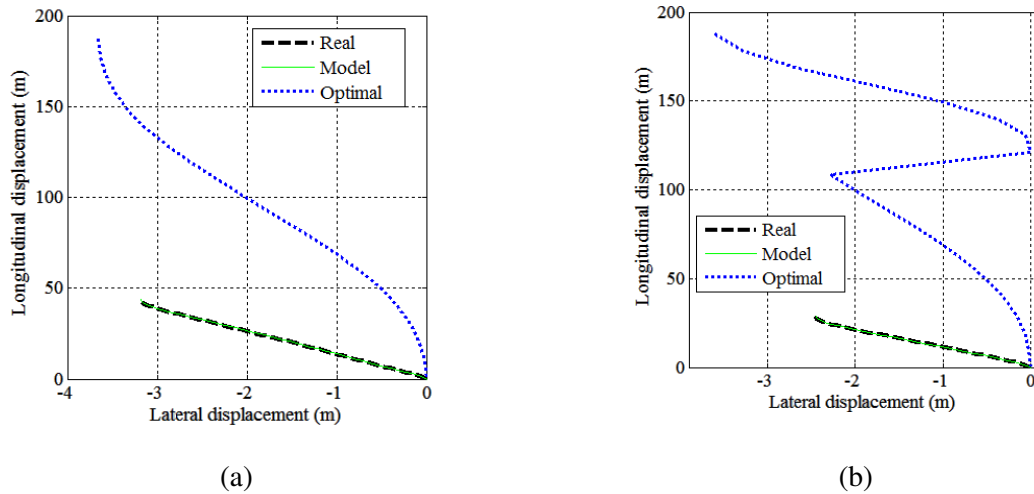 200
150
100
50
0
-4
-3
-2
-1
0
Longitudinal displacement (m)
Lateral displacement (m)
Real
Model
Optimal
(a)
200
150
100
50
0
-3
-2
-1
0
Longitudinal displacement (m)
Lateral displacement (m)
Real
Model
Optimal
(b)